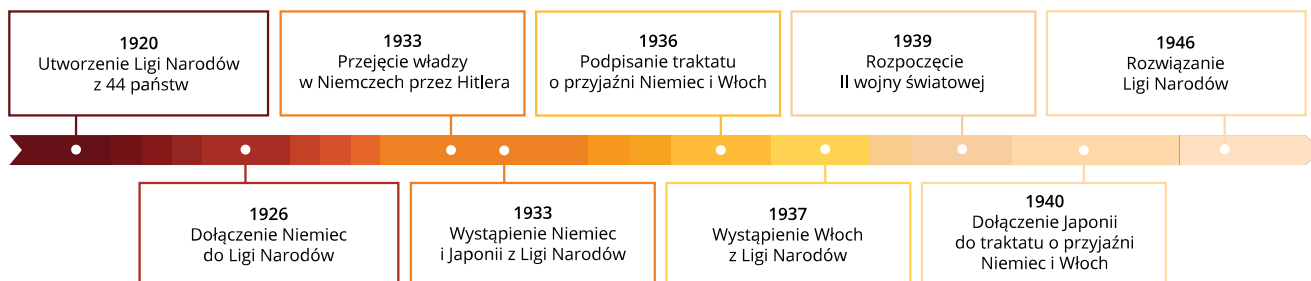 1920
Utworzenie Ligi Narodów
z 44 państw
1933
Przejęcie władzy
w Niemczech przez Hitlera
1936
Podpisanie traktatu
o przyjaźni Niemiec i Włoch
1939
Rozpoczęcie
II wojny światowej
1946
Rozwiązanie
Ligi Narodów
1926
Dołączenie Niemiec
do Ligi Narodów
1933
Wystąpienie Niemiec
i Japonii z Ligi Narodów
1937
Wystąpienie Włoch
z Ligi Narodów
1940
Dołączenie Japonii
do traktatu o przyjaźni
Niemiec i Włoch